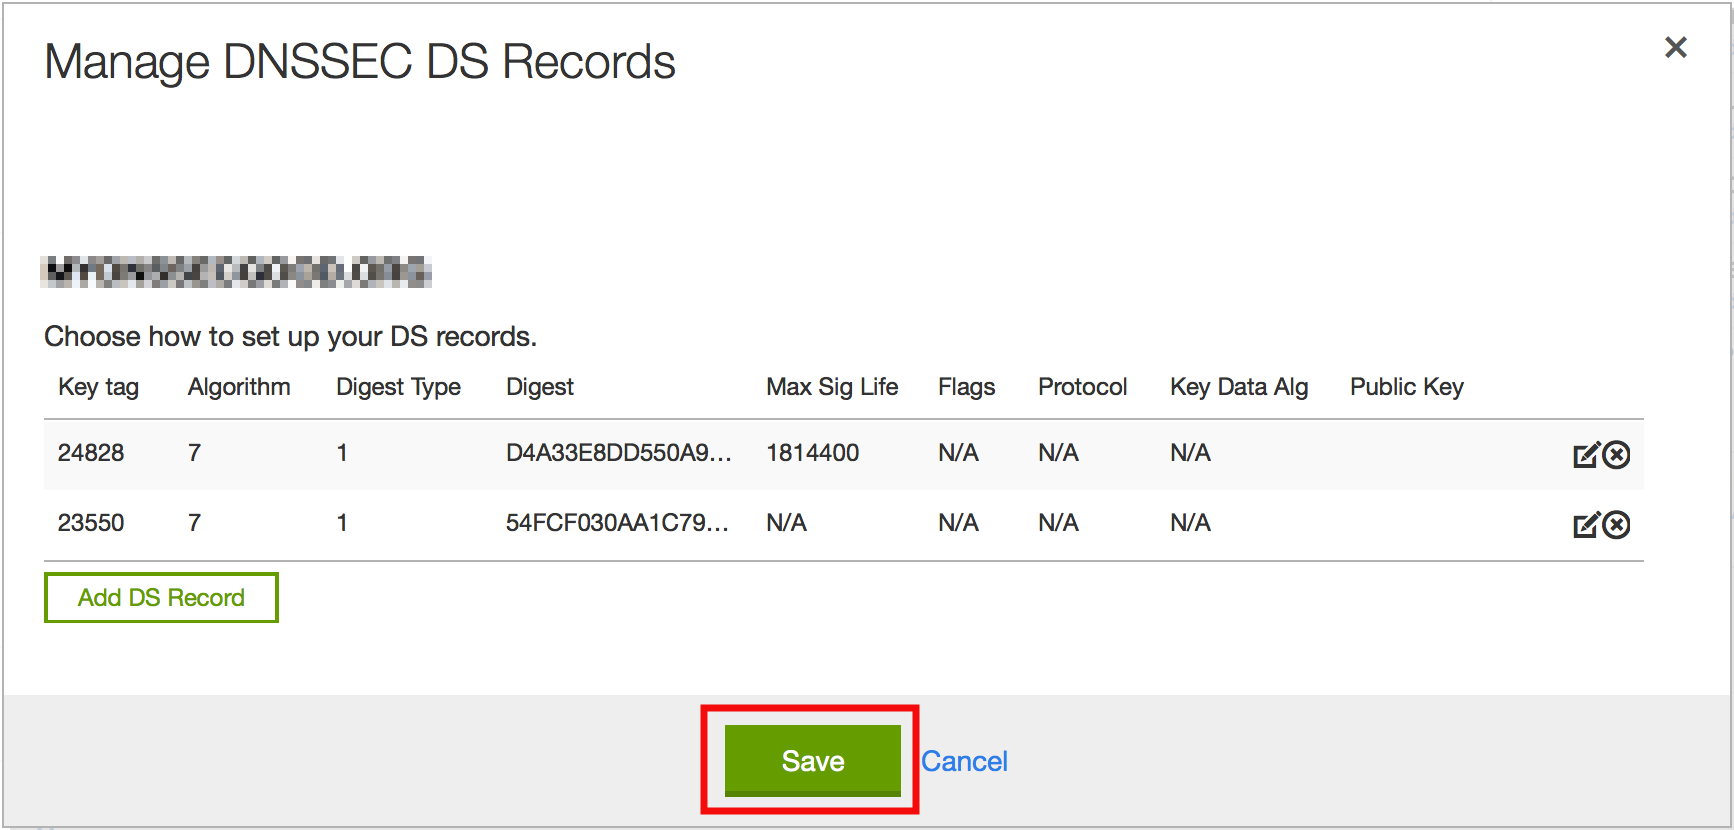 Manage DNSSEC DS Records
Choose how to set up your DS records.
Key tag Algorithm Digest Type Digest Max Sig Life Flags Protocol Key Data Alg Public Key
24828 7 1 D4A33E8DD550A9... 1814400 N/A N/A N/A
23550 7 1 54FCF030AA1C79... N/A N/A N/A N/A
Add DS Record
Save Cancel